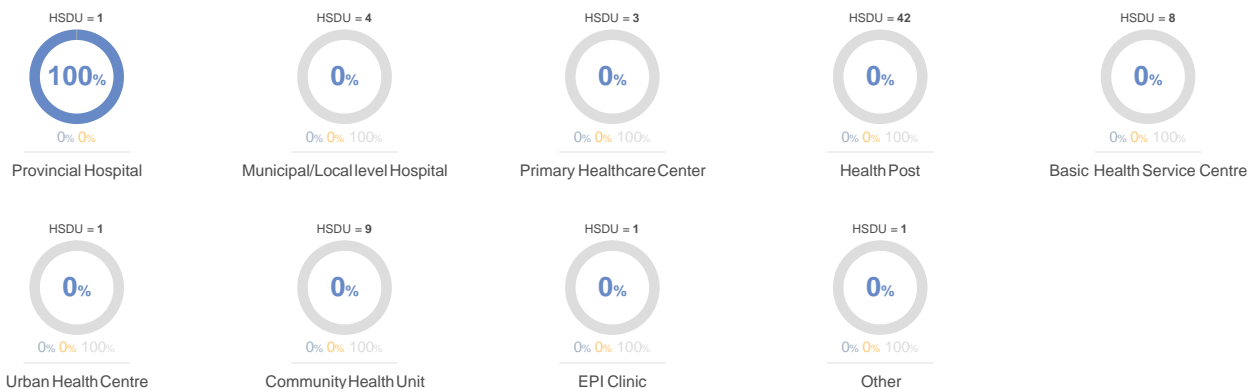 HSDU = 1
100%
0% 0%
Provincial Hospital
HSDU = 4
0%
0% 0% 100%
Municipal/Local level Hospital
HSDU = 3
0%
0% 0% 100%
Primary Healthcare Center
HSDU = 42
0%
0% 0% 100%
Health Post
HSDU = 8
0%
0% 0% 100%
Basic Health Service Centre
HSDU = 1
0%
0% 0% 100%
Urban Health Centre
HSDU = 9
0%
0% 0% 100%
Community Health Unit
HSDU = 1
0%
0% 0% 100%
EPI Clinic
HSDU = 1
0%
0% 0% 100%
Other